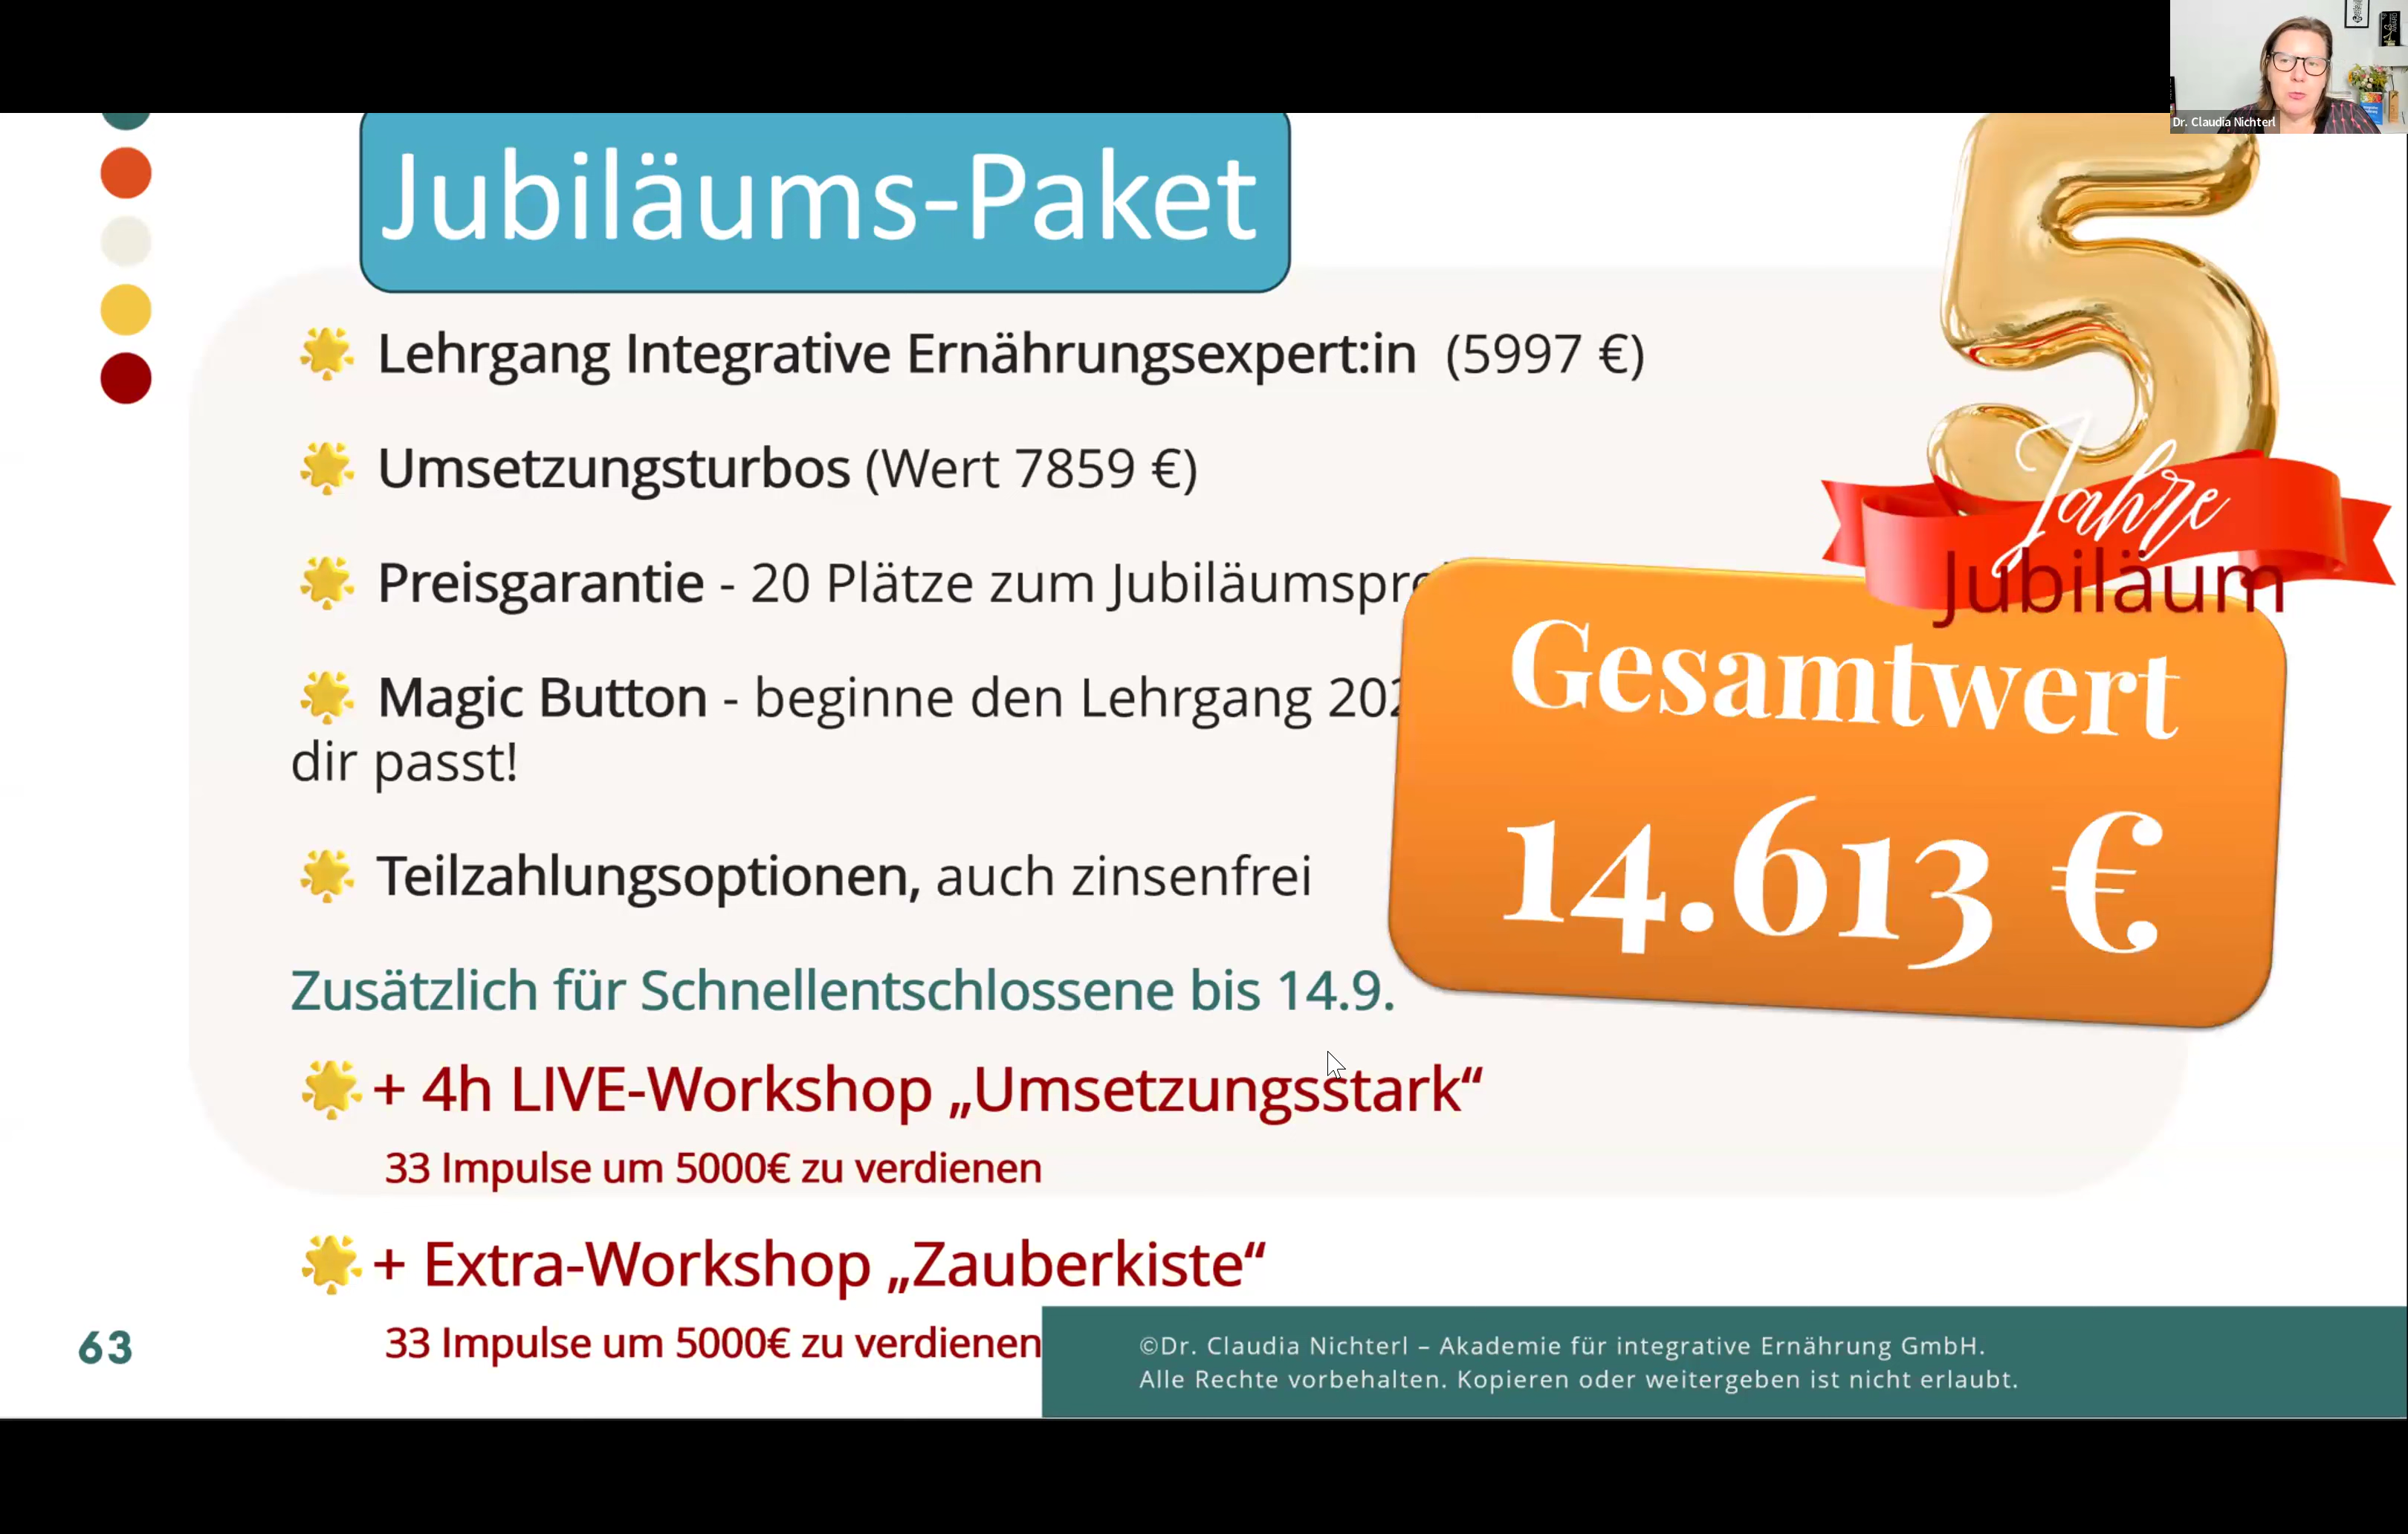 Dr. Claudia Nichterl
Jubiläums-Paket
Lehrgang Integrative Ernährungsexpert:in (5997 €)
Umsetzungsturbos (Wert 7859 €)
Preisgarantie - 20 Plätze zum
Magic Button - beginne den Lehrgang
dir passt!
Teilzahlungsoptionen, auch zinsenfrei
5
Jahre
Jubiläum
Gesamtwert
14.613 €
Zusätzlich für Schnellentschlossene bis 14.9.
+ 4h LIVE-Workshop „Umsetzungsstark“
33 Impulse um 5000€ zu verdienen
+ Extra-Workshop „Zauberkiste“
33 Impulse um 5000€ zu verdienen
63
©Dr. Claudia Nichterl – Akademie für integrative Ernährung GmbH.
Alle Rechte vorbehalten. Kopieren oder weitergeben ist nicht erlaubt.